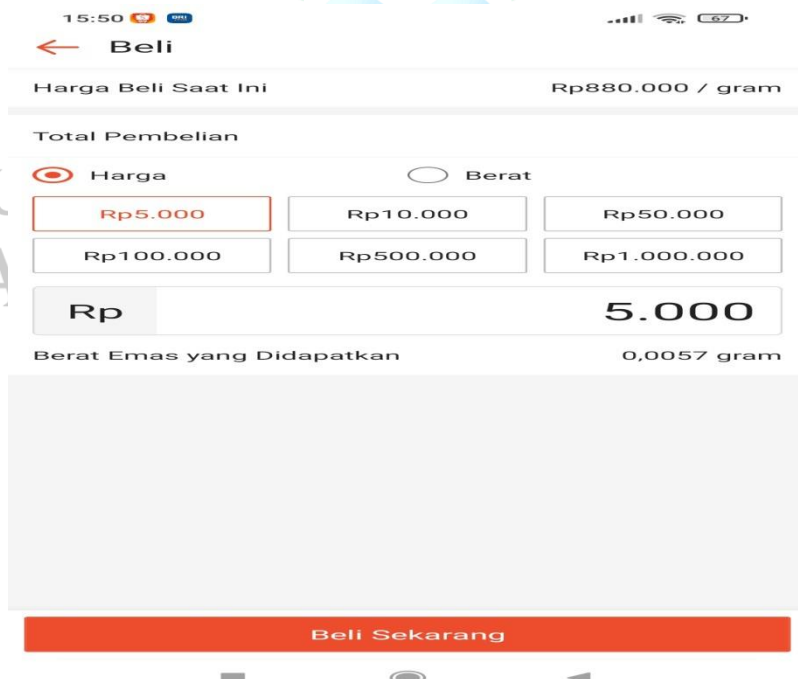 15:50 BRI 67
Beli
Harga Beli Saat Ini Rp880.000 / gram
Total Pembelian
Harga Berat
Rp5.000 Rp10.000 Rp50.000
Rp100.000 Rp500.000 Rp1.000.000
Rp 5.000
Berat Emas yang Didapatkan 0,0057 gram
Beli Sekarang